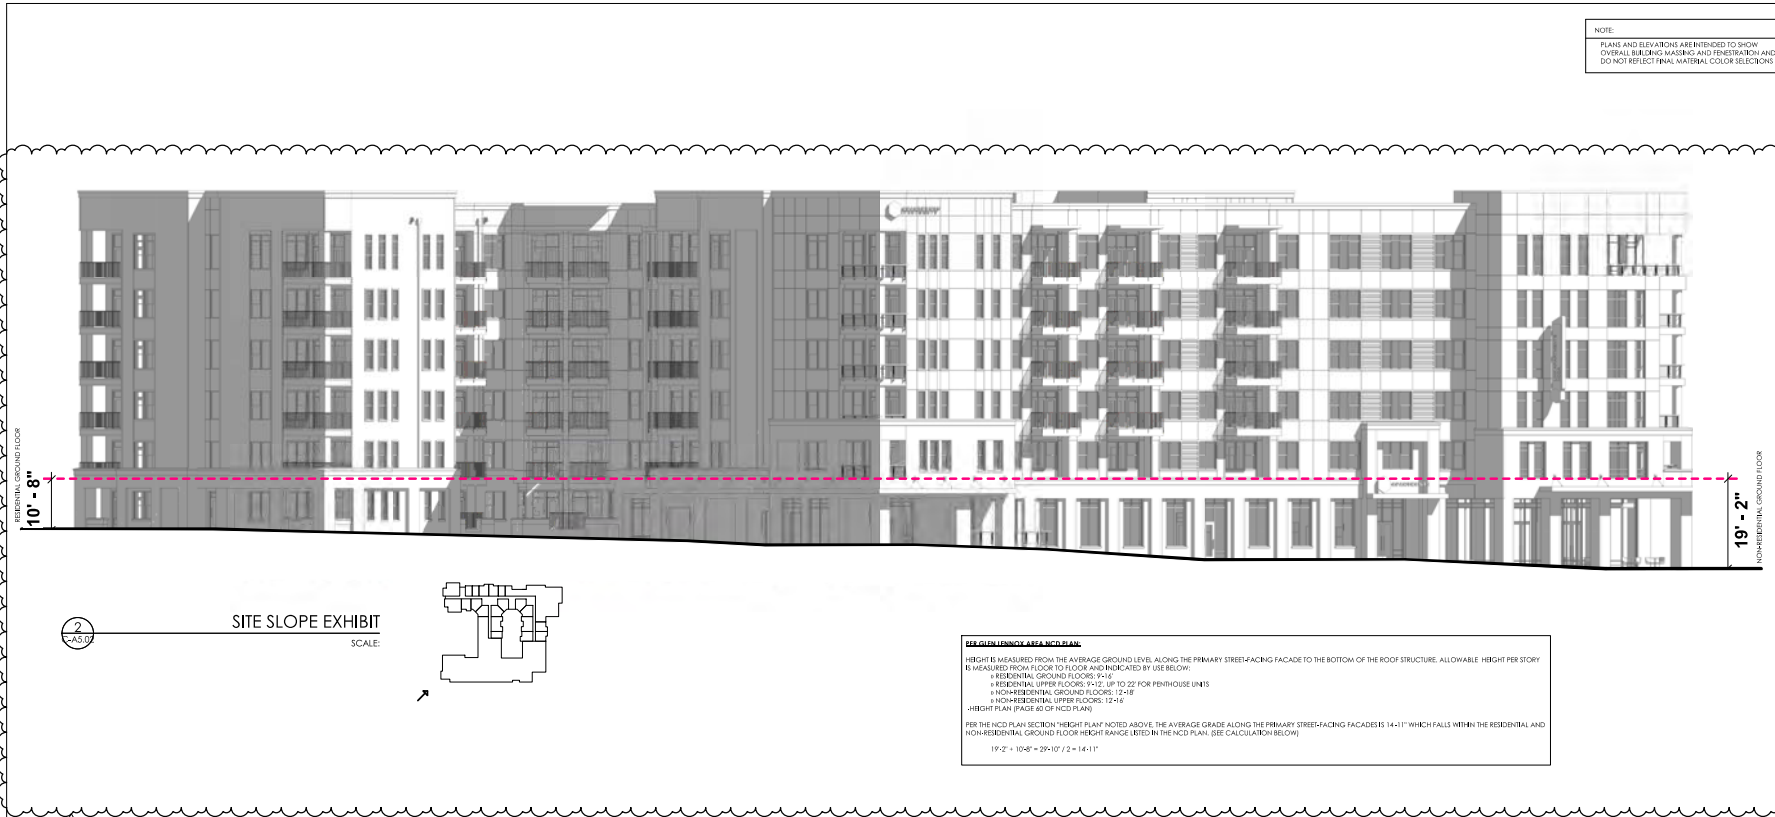 NOTE:
PLANS AND ELEVATIONS ARE INTENDED TO SHOW
OVERALL BUILDING MASSING AND FENESTRATION AND
DO NOT REFLECT FINAL MATERIAL COLOR SELECTIONS
RESIDENTIAL GROUND FLOOR
10' - 8"
19' - 2"
NON-RESIDENTIAL GROUND FLOOR
2
C-A5.02
SITE SLOPE EXHIBIT
SCALE:
PER GLEN LENNOX AREA NCD PLAN:
HEIGHT IS MEASURED FROM THE AVERAGE GROUND LEVEL ALONG THE PRIMARY STREET-FACING FACADE TO THE BOTTOM OF THE ROOF STRUCTURE. ALLOWABLE HEIGHT PER STORY
IS MEASURED FROM FLOOR TO FLOOR AND INDICATED BY USE BELOW:
o RESIDENTIAL GROUND FLOORS: 9'-16'
o RESIDENTIAL UPPER FLOORS: 9'-12', UP TO 22' FOR PENTHOUSE UNITS
o NON-RESIDENTIAL GROUND FLOORS: 12'-18'
o NON-RESIDENTIAL UPPER FLOORS: 12'-16'
-HEIGHT PLAN (PAGE 60 OF NCD PLAN)
PER THE NCD PLAN SECTION "HEIGHT PLAN" NOTED ABOVE, THE AVERAGE GRADE ALONG THE PRIMARY STREET-FACING FACADES IS 14'-11" WHICH FALLS WITHIN THE RESIDENTIAL AND
NON-RESIDENTIAL GROUND FLOOR HEIGHT RANGE LISTED IN THE NCD PLAN. (SEE CALCULATION BELOW)
19'-2" + 10'-8" = 29'-10" / 2 = 14'-11"